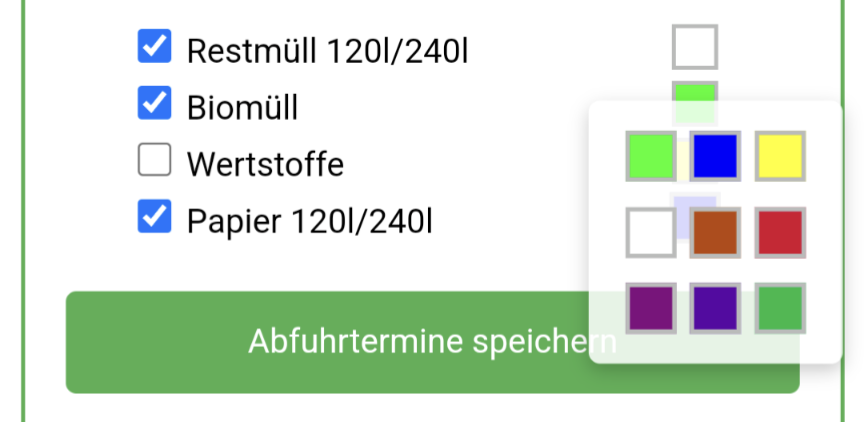 Restmüll 120l/240l
Biomüll
Wertstoffe
Papier 120l/240l
Abfuhrtermine speichern